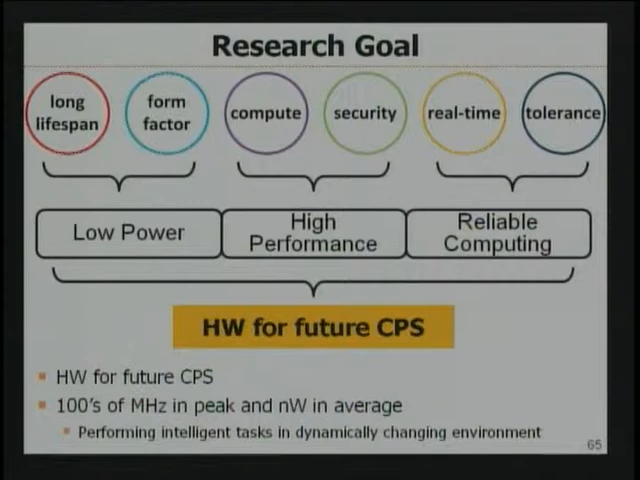 Research Goal
long
lifespan
form
factor
compute
security
real-time
tolerance
Low Power
High
Performance
Reliable
Computing
HW for future CPS
HW for future CPS
100's of MHz in peak and nW in average
Performing intelligent tasks in dynamically changing environment
65